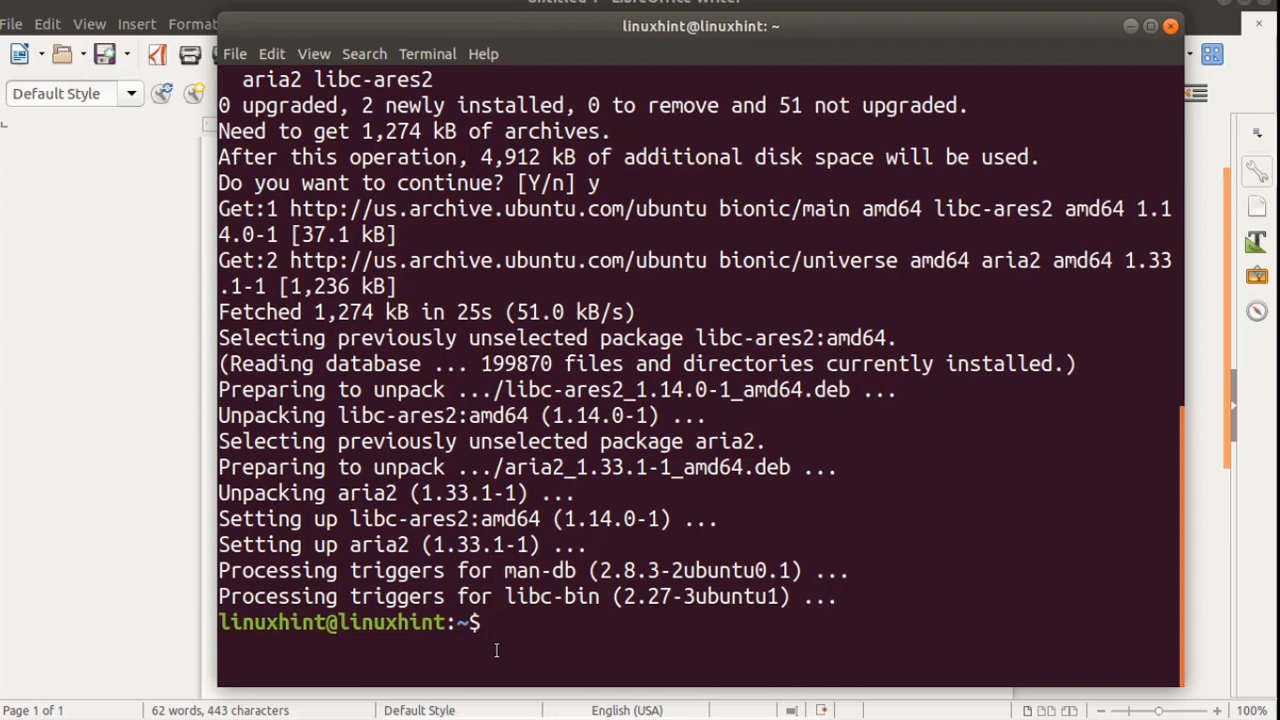 Untitled 1 - LibreOffice Writer
linuxhint@linuxhint: ~
File Edit View Insert Format
File Edit View Search Terminal Help
Default Style
aria2 libc-ares2
0 upgraded, 2 newly installed, 0 to remove and 51 not upgraded.
Need to get 1,274 kB of archives.
After this operation, 4,912 kB of additional disk space will be used.
Do you want to continue? [Y/n] y
Get:1 http://us.archive.ubuntu.com/ubuntu bionic/main amd64 libc-ares2 amd64 1.1
4.0-1 [37.1 kB]
Get:2 http://us.archive.ubuntu.com/ubuntu bionic/universe amd64 aria2 amd64 1.33
.1-1 [1,236 kB]
Fetched 1,274 kB in 25s (51.0 kB/s)
Selecting previously unselected package libc-ares2:amd64.
(Reading database ... 199870 files and directories currently installed.)
Preparing to unpack .../libc-ares2_1.14.0-1_amd64.deb ...
Unpacking libc-ares2:amd64 (1.14.0-1) ...
Selecting previously unselected package aria2.
Preparing to unpack .../aria2_1.33.1-1_amd64.deb ...
Unpacking aria2 (1.33.1-1) ...
Setting up libc-ares2:amd64 (1.14.0-1) ...
Setting up aria2 (1.33.1-1) ...
Processing triggers for man-db (2.8.3-2ubuntu0.1) ...
Processing triggers for libc-bin (2.27-3ubuntu1) ...
linuxhint@linuxhint:~$
Page 1 of 1 62 words, 443 characters Default Style English (USA) 100%